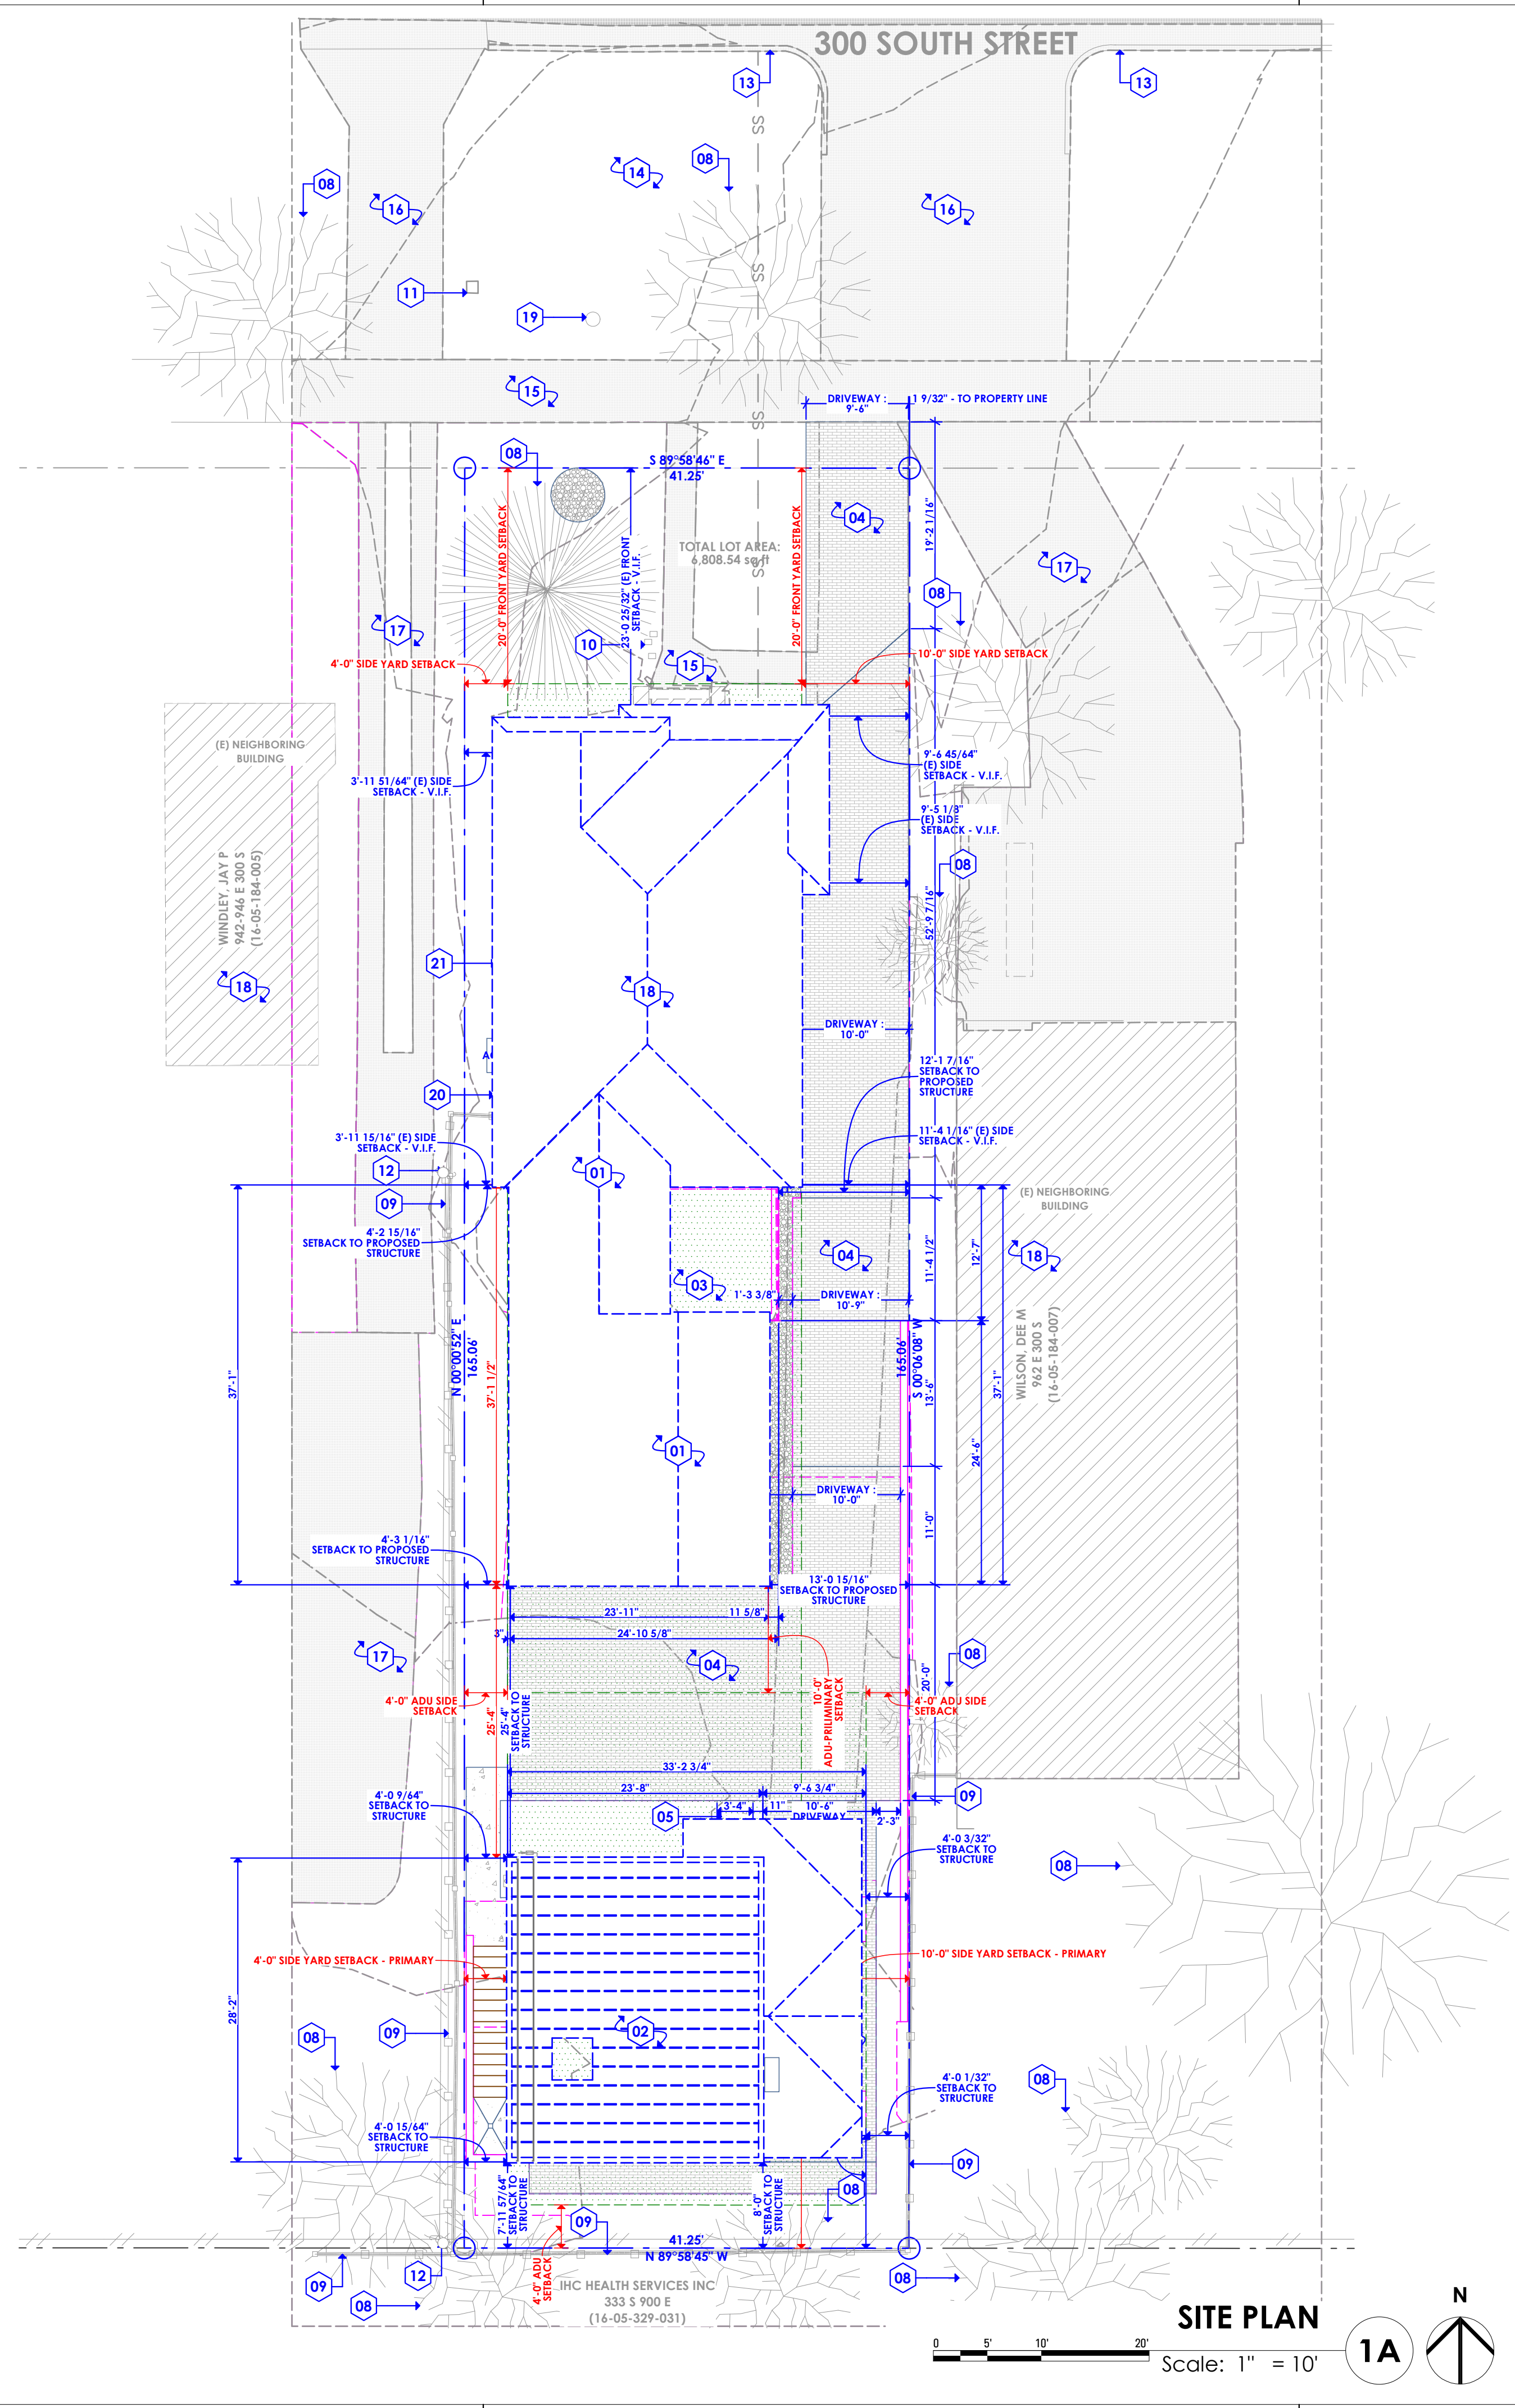 300 SOUTH STREET
13
13
SS
08
14
08
16
16
11
19
SS
15
DRIVEWAY :
9'-6"
1 9/32" - TO PROPERTY LINE
SS
08
S 89°58'46" E
41.25'
04
19'-2 1/16"
20'-0" FRONT YARD SETBACK
23'-0 25/32" (E) FRONT
SETBACK - V.I.F.
TOTAL LOT AREA:
6,808.54 sq ft
SS
20'-0" FRONT YARD SETBACK
17
08
17
10
15
4'-0" SIDE YARD SETBACK
10'-0" SIDE YARD SETBACK
(E) NEIGHBORING
BUILDING
3'-11 51/64" (E) SIDE
SETBACK - V.I.F.
9'-6 45/64"
(E) SIDE
SETBACK - V.I.F.
9'-5 1/8"
(E) SIDE
SETBACK - V.I.F.
08
WINDLEY, JAY P
942-946 E 300 S
(16-05-184-005)
52'-9 7/16"
21
18
18
DRIVEWAY :
10'-0"
A
12'-1 7/16"
SETBACK TO
PROPOSED
STRUCTURE
20
11'-4 1/16" (E) SIDE
SETBACK - V.I.F.
3'-11 15/16" (E) SIDE
SETBACK - V.I.F.
12
01
09
(E) NEIGHBORING
BUILDING
4'-2 15/16"
SETBACK TO PROPOSED
STRUCTURE
04
11'-4 1/2"
12'-7"
18
03
1'-3 3/8"
DRIVEWAY :
10'-9"
N 00°00'52" E
165.06'
37'-1"
37'-1 1/2"
165.06'
S 00°06'08" W
13'-6"
37'-1"
WILSON, DEE M
962 E 300 S
(16-05-184-007)
01
24'-6"
DRIVEWAY :
10'-0"
11'-0"
4'-3 1/16"
SETBACK TO PROPOSED
STRUCTURE
13'-0 15/16"
SETBACK TO PROPOSED
STRUCTURE
23'-11"
11 5/8"
3"
24'-10 5/8"
17
04
08
20'-0"
4'-0" ADU SIDE
SETBACK
25'-4"
25'-4"
SETBACK TO
STRUCTURE
10'-0"
ADU-PRILIMINARY
SETBACK
4'-0" ADU SIDE
SETBACK
33'-2 3/4"
23'-8"
9'-6 3/4"
4'-0 9/64"
SETBACK TO
STRUCTURE
05
3'-4"
11"
10'-6"
DRIVEWAY
2'-3"
09
4'-0 3/32"
SETBACK TO
STRUCTURE
08
4'-0" SIDE YARD SETBACK - PRIMARY
10'-0" SIDE YARD SETBACK - PRIMARY
28'-2"
08
09
02
08
4'-0 1/32"
SETBACK TO
STRUCTURE
4'-0 15/64"
SETBACK TO
STRUCTURE
09
7'-11 57/64"
SETBACK TO
STRUCTURE
8'-0"
SETBACK TO
STRUCTURE
08
09
41.25'
N 89°58'45" W
09
12
08
08
4'-0" ADU
SETBACK
IHC HEALTH SERVICES INC
333 S 900 E
(16-05-329-031)
N
SITE PLAN
0 5' 10' 20'
Scale: 1" = 10'
1A